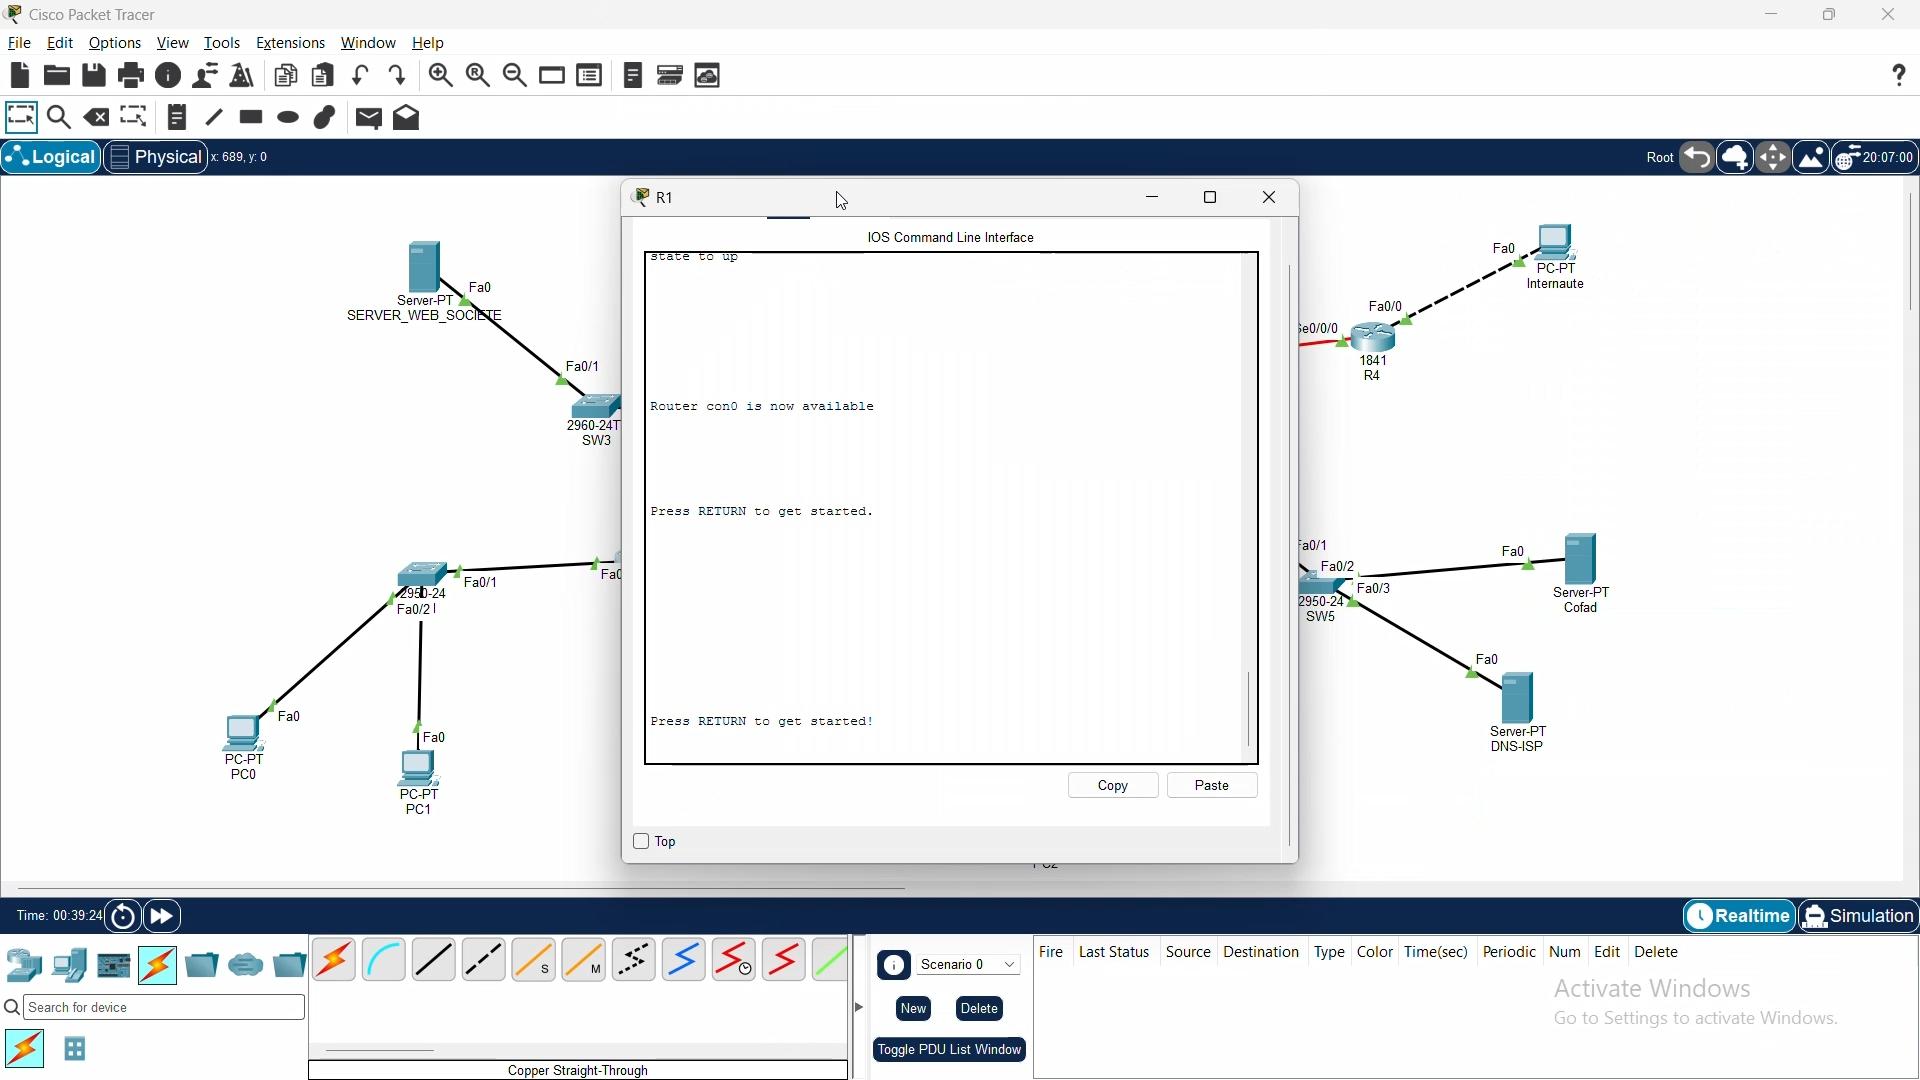 Cisco Packet Tracer
File Edit Options View Tools Extensions Window Help
Logical Physical x: 689, y: 0 Root 20:07:00
R1
IOS Command Line Interface
state to up
Router con0 is now available
Press RETURN to get started.
Press RETURN to get started!
Copy Paste
Top
Fa0
Server-PT
SERVER_WEB_SOCIETE
Fa0/1
2960-24T
SW3
Fa0/1
2950-24
Fa0/2
Fa0
PC-PT
PC0
Fa0
PC-PT
PC1
Fa0
PC-PT
Internaute
Fa0/0
Se0/0/0
1841
R4
Fa0/1
Fa0/2
Fa0/3
2950-24
SW5
Fa0
Server-PT
Cofad
Fa0
Server-PT
DNS-ISP
PC2
Time: 00:39:24 Realtime Simulation
Search for device
S
M
Copper Straight-Through
Scenario 0
New Delete
Toggle PDU List Window
Fire Last Status Source Destination Type Color Time(sec) Periodic Num Edit Delete
Activate Windows
Go to Settings to activate Windows.